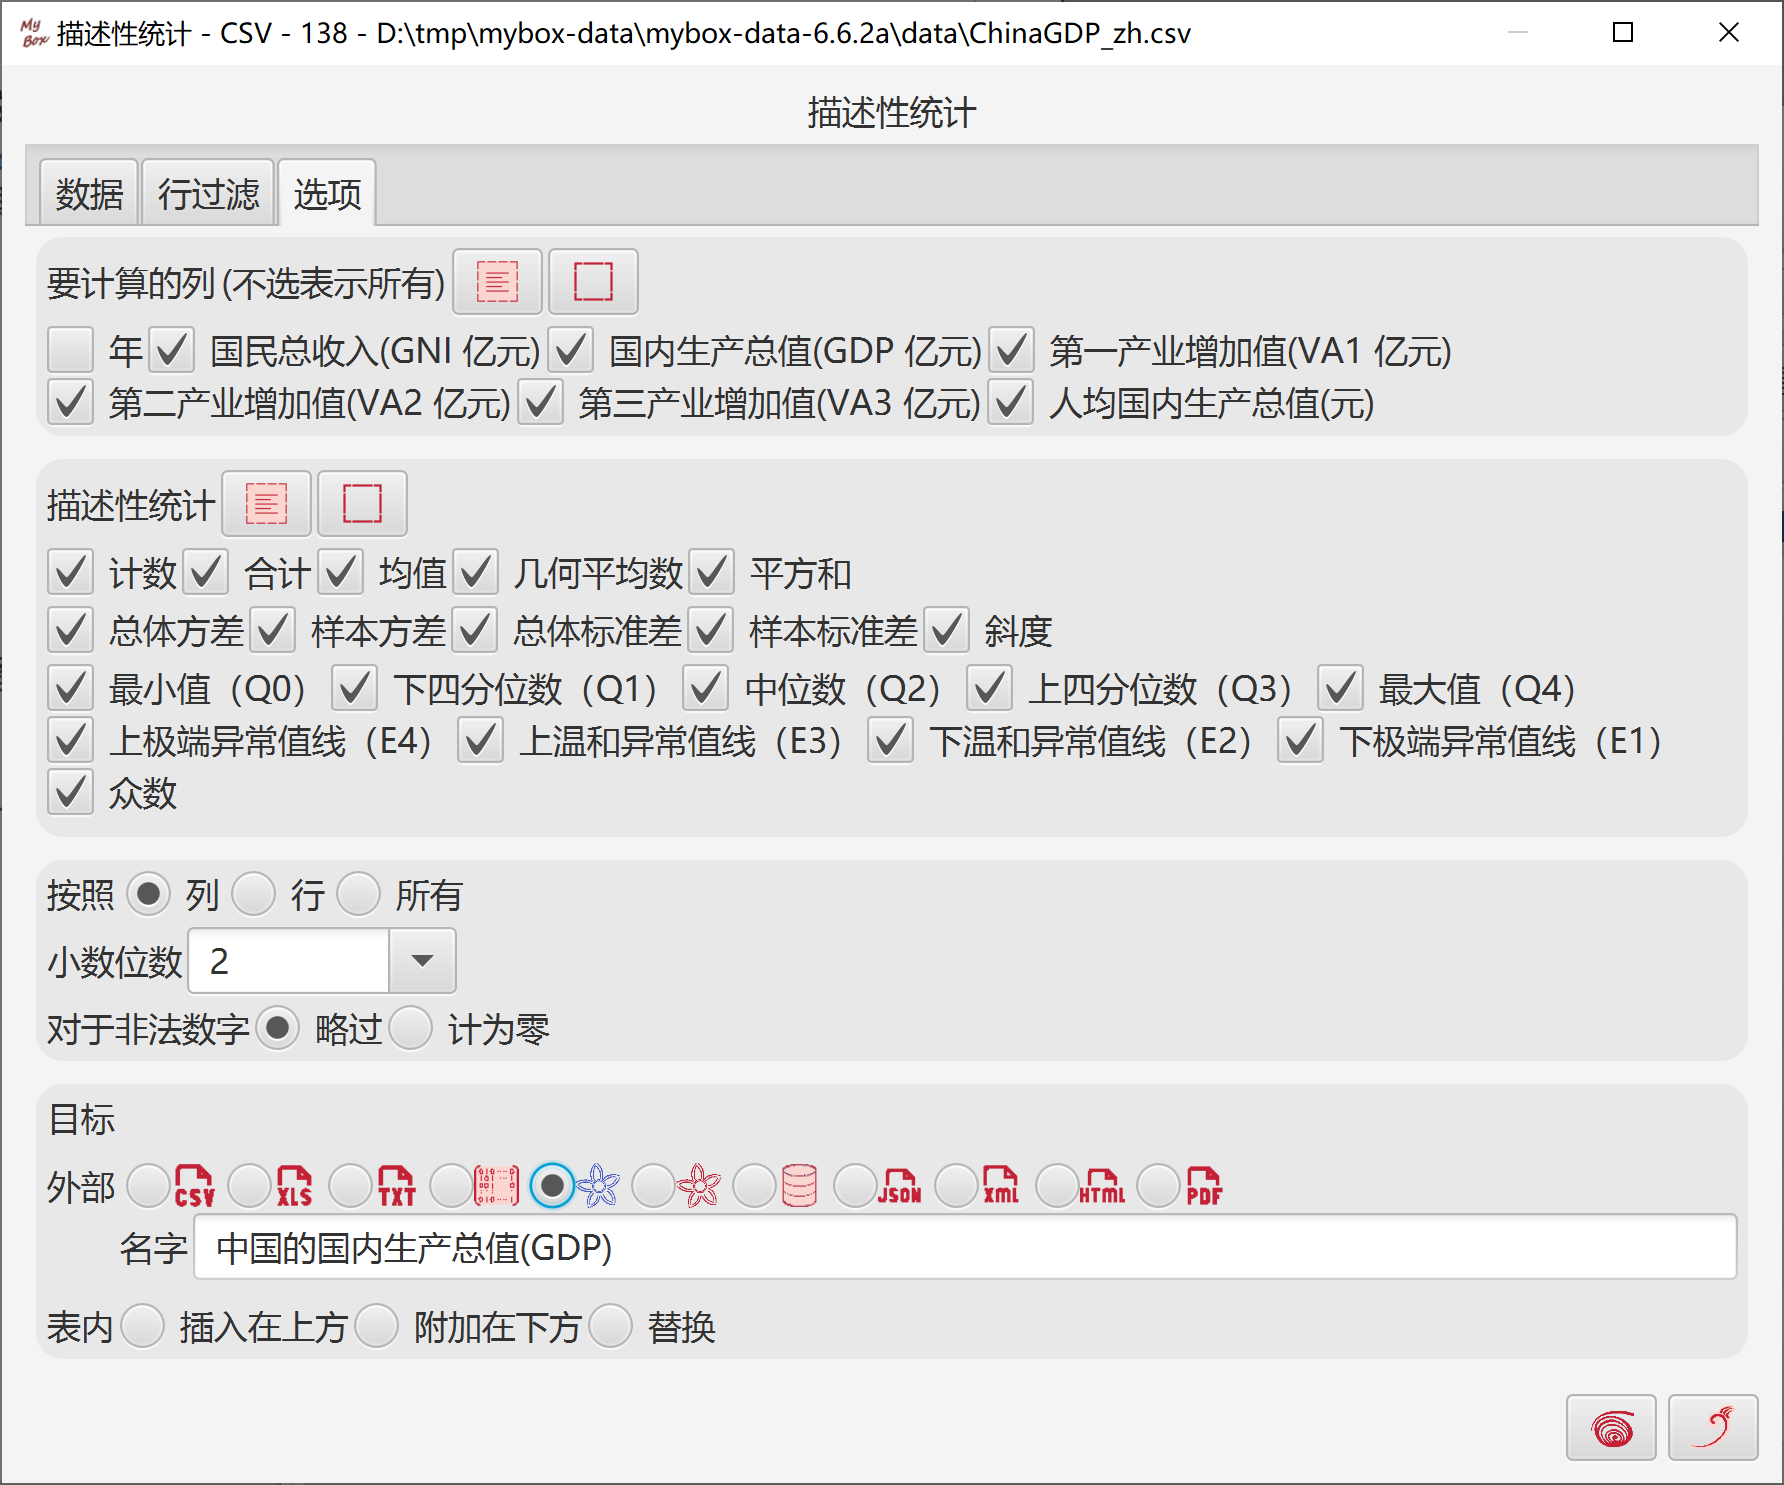 My Box 描述性统计 - CSV - 138 - D:\tmp\mybox-data\mybox-data-6.6.2a\data\ChinaGDP_zh.csv
描述性统计
数据 行过滤 选项
要计算的列(不选表示所有)
年 国民总收入(GNI 亿元) 国内生产总值(GDP 亿元) 第一产业增加值(VA1 亿元)
第二产业增加值(VA2 亿元) 第三产业增加值(VA3 亿元) 人均国内生产总值(元)
描述性统计
计数 合计 均值 几何平均数 平方和
总体方差 样本方差 总体标准差 样本标准差 斜度
最小值（Q0） 下四分位数（Q1） 中位数（Q2） 上四分位数（Q3） 最大值（Q4）
上极端异常值线（E4） 上温和异常值线（E3） 下温和异常值线（E2） 下极端异常值线（E1）
众数
按照 列 行 所有
小数位数 2
对于非法数字 略过 计为零
目标
外部 CSV XLS TXT JSON XML HTML PDF
名字 中国的国内生产总值(GDP)
表内 插入在上方 附加在下方 替换